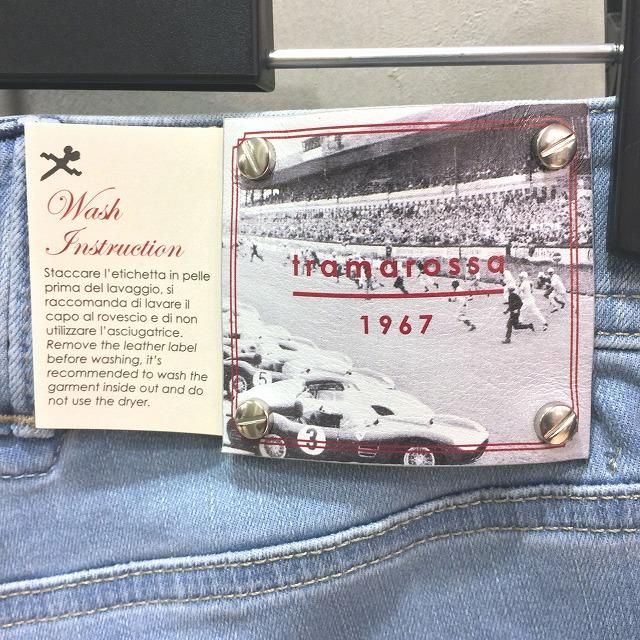 Wash
Instruction
Staccare l'etichetta in pelle
prima del lavaggio, si
raccomanda di lavare il
capo al rovescio e di non
utilizzare l'asciugatrice.
Remove the leather label
before washing, it's
recommended to wash the
garment inside out and do
not use the dryer.
tramarossa
1967
5
3